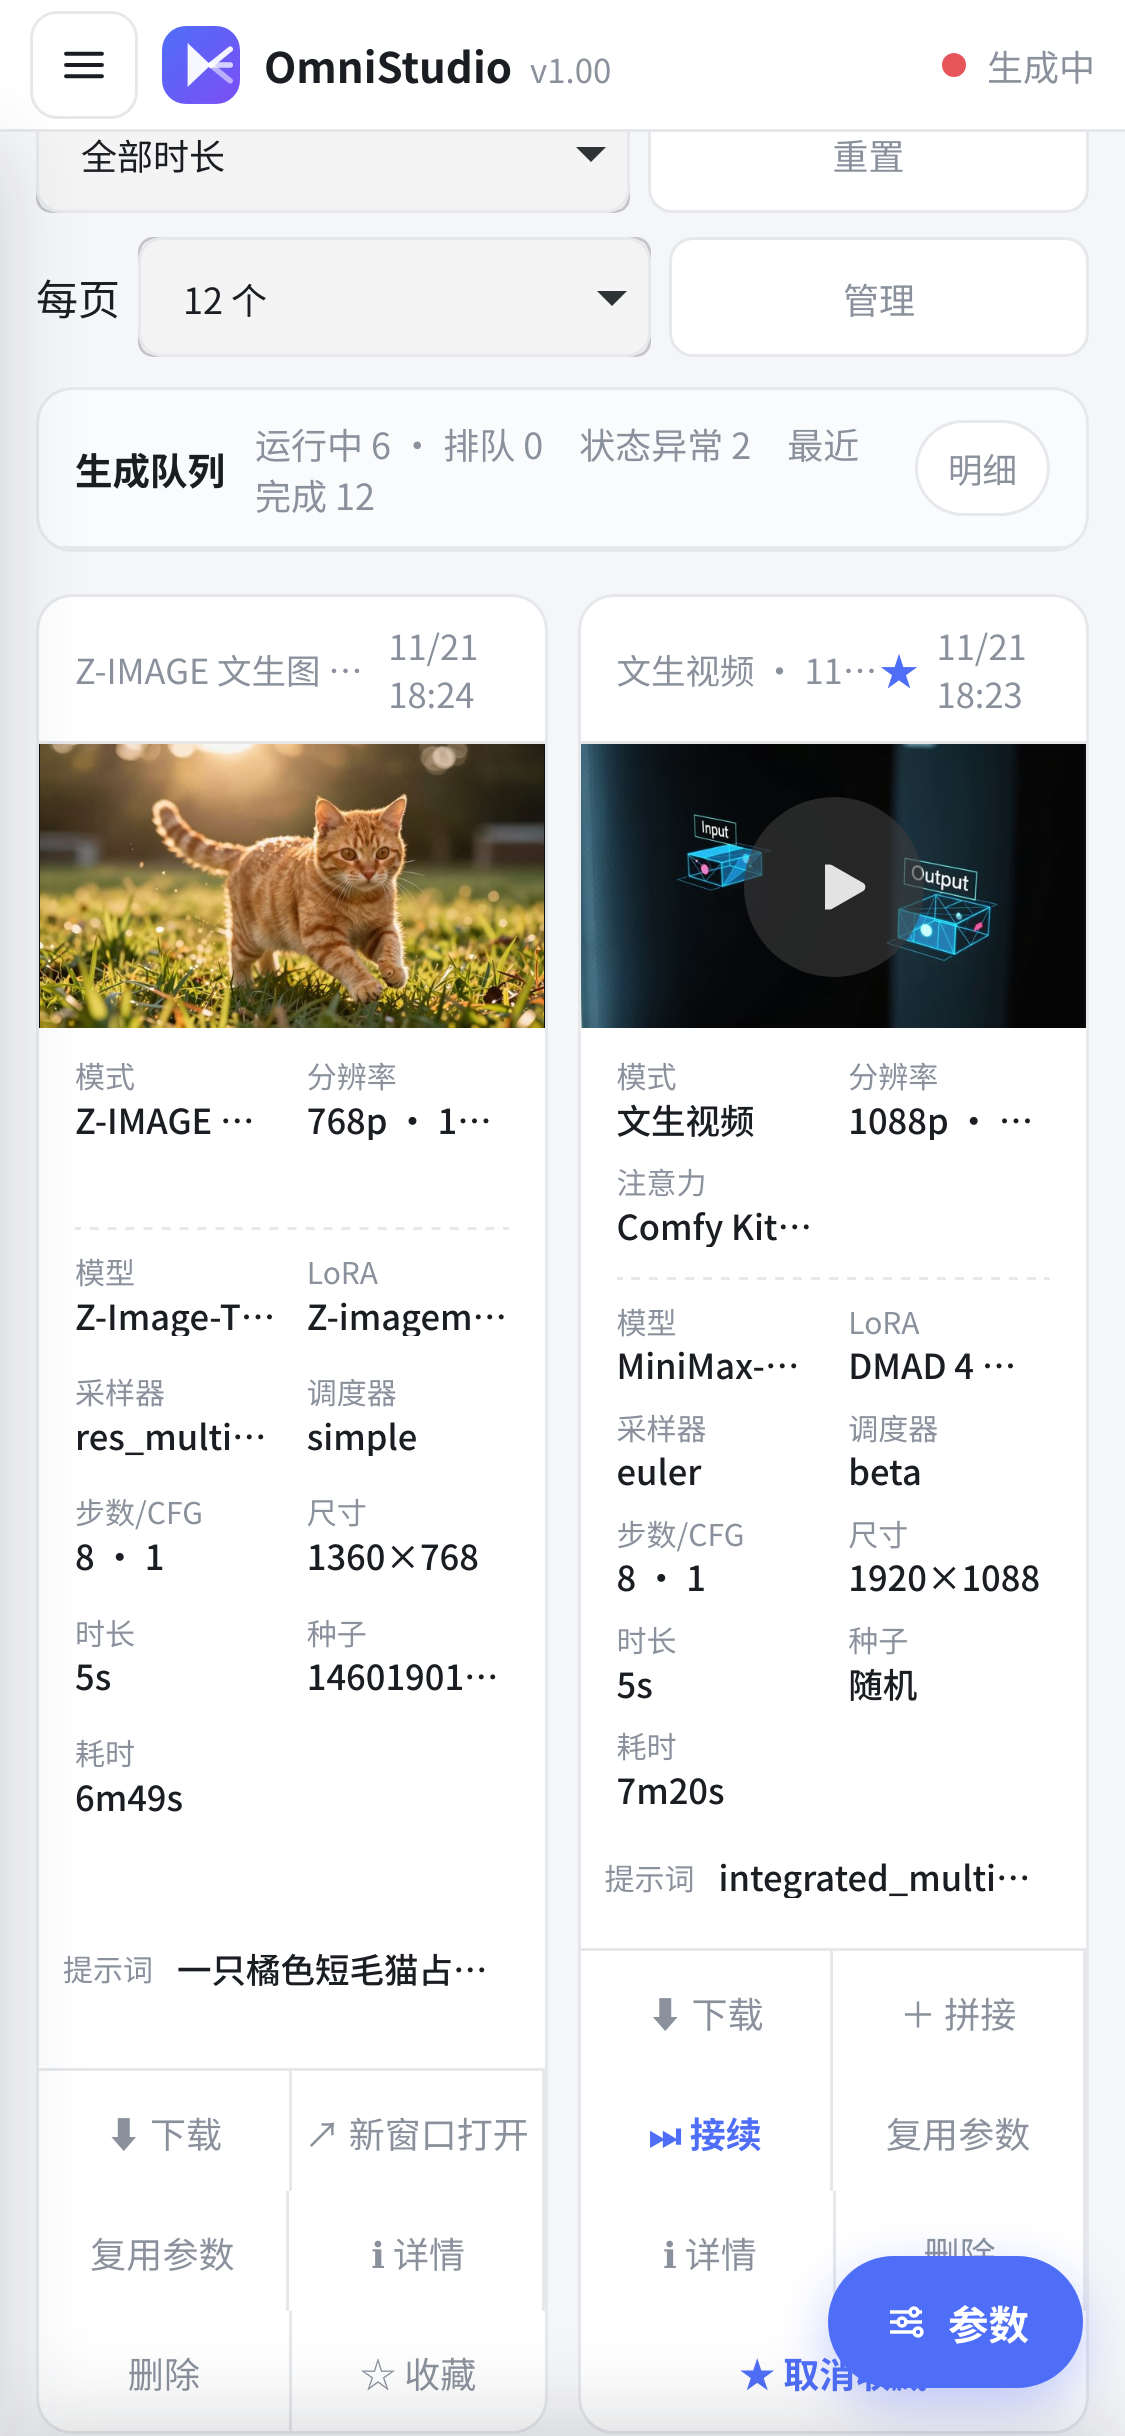 OmniStudio v1.00
生成中
全部时长
重置
每页
12 个
管理
生成队列
运行中 6 • 排队 0 状态异常 2 最近
完成 12
明细
Z-IMAGE 文生图 ···
11/21
18:24
模式
Z-IMAGE ···
分辨率
768p • 1···
模型
Z-Image-T···
LoRA
Z-imagem···
采样器
res_multi···
调度器
simple
步数/CFG
8 • 1
尺寸
1360×768
时长
5s
种子
14601901···
耗时
6m49s
提示词 一只橘色短毛猫占···
⬇ 下载
↗ 新窗口打开
复用参数
ℹ 详情
删除
☆ 收藏
文生视频 • 11···★
11/21
18:23
Input
Output
模式
文生视频
分辨率
1088p • ···
注意力
Comfy Kit···
模型
MiniMax-···
LoRA
DMAD 4 ···
采样器
euler
调度器
beta
步数/CFG
8 • 1
尺寸
1920×1088
时长
5s
种子
随机
耗时
7m20s
提示词 integrated_multi···
⬇ 下载
＋ 拼接
⏭ 接续
复用参数
ℹ 详情
删除
★ 取消收藏
参数